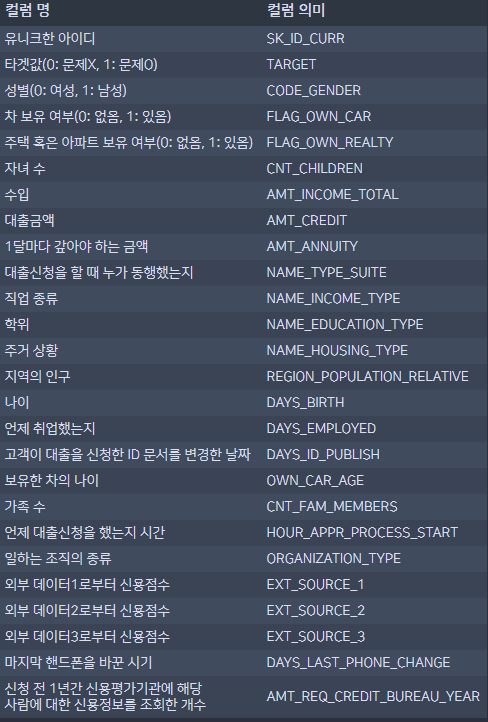 컬럼 명 컬럼 의미
유니크한 아이디 SK_ID_CURR
타겟값(0: 문제X, 1: 문제O) TARGET
성별(0: 여성, 1: 남성) CODE_GENDER
차 보유 여부(0: 없음, 1: 있음) FLAG_OWN_CAR
주택 혹은 아파트 보유 여부(0: 없음, 1: 있음) FLAG_OWN_REALTY
자녀 수 CNT_CHILDREN
수입 AMT_INCOME_TOTAL
대출금액 AMT_CREDIT
1달마다 갚아야 하는 금액 AMT_ANNUITY
대출신청을 할 때 누가 동행했는지 NAME_TYPE_SUITE
직업 종류 NAME_INCOME_TYPE
학위 NAME_EDUCATION_TYPE
주거 상황 NAME_HOUSING_TYPE
지역의 인구 REGION_POPULATION_RELATIVE
나이 DAYS_BIRTH
언제 취업했는지 DAYS_EMPLOYED
고객이 대출을 신청한 ID 문서를 변경한 날짜 DAYS_ID_PUBLISH
보유한 차의 나이 OWN_CAR_AGE
가족 수 CNT_FAM_MEMBERS
언제 대출신청을 했는지 시간 HOUR_APPR_PROCESS_START
일하는 조직의 종류 ORGANIZATION_TYPE
외부 데이터1로부터 신용점수 EXT_SOURCE_1
외부 데이터2로부터 신용점수 EXT_SOURCE_2
외부 데이터3로부터 신용점수 EXT_SOURCE_3
마지막 핸드폰을 바꾼 시기 DAYS_LAST_PHONE_CHANGE
신청 전 1년간 신용평가기관에 해당
사람에 대한 신용정보를 조회한 개수 AMT_REQ_CREDIT_BUREAU_YEAR